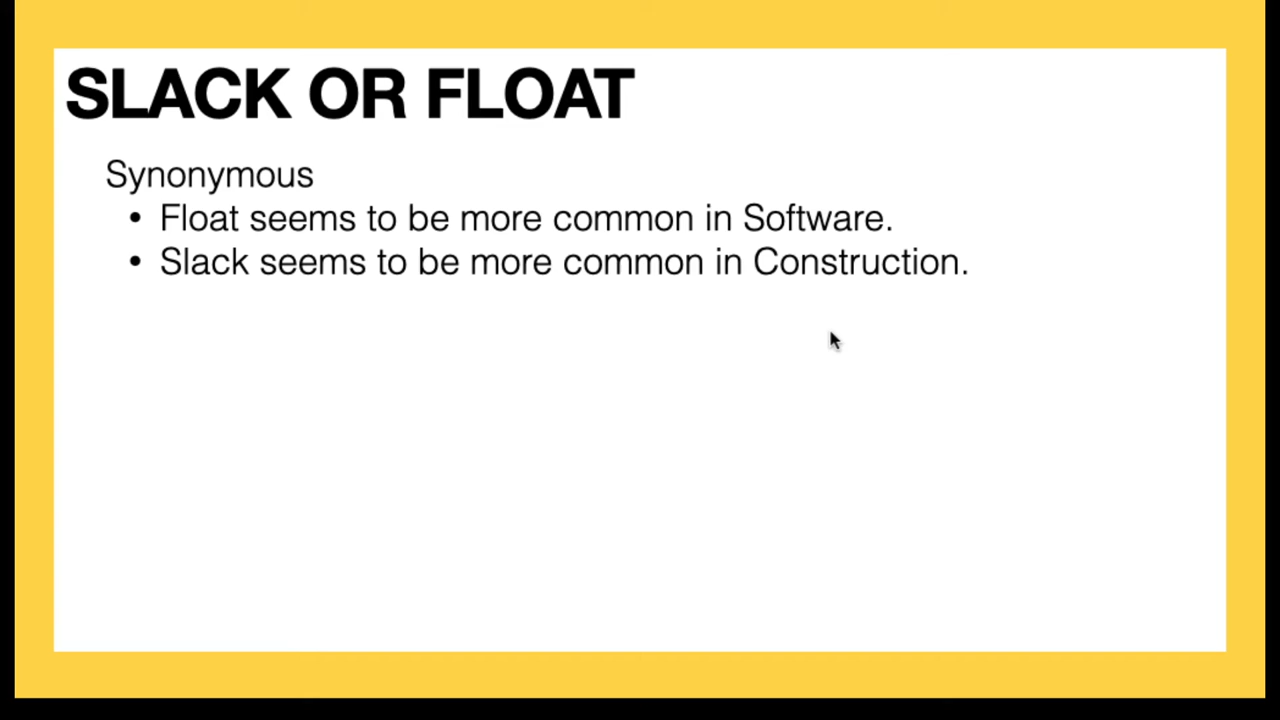 SLACK OR FLOAT
Synonymous
• Float seems to be more common in Software.
• Slack seems to be more common in Construction.